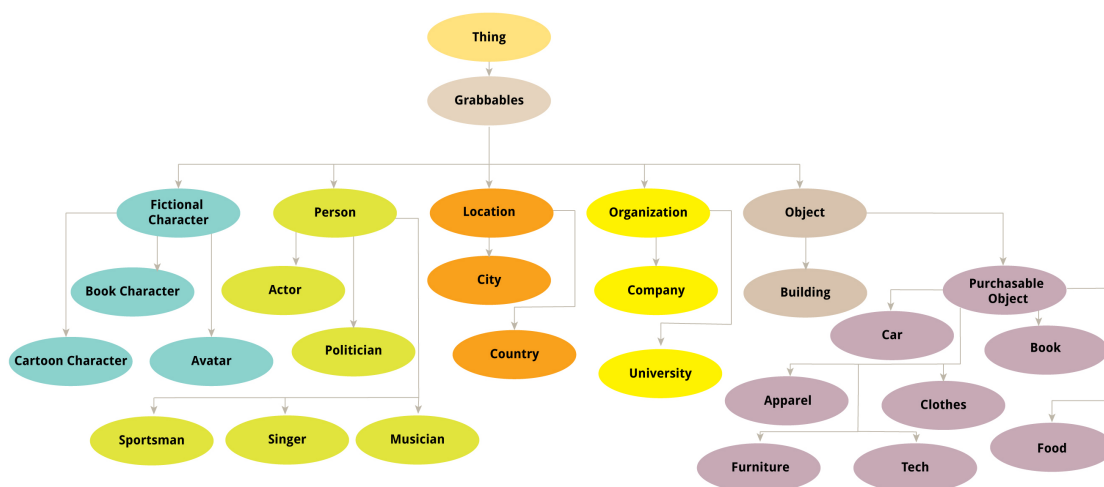 Thing
Grabbables
Fictional
Character
Person
Location
Organization
Object
Book Character
Actor
City
Company
Building
Purchasable
Object
Cartoon Character
Avatar
Politician
Country
University
Car
Book
Apparel
Clothes
Sportsman
Singer
Musician
Furniture
Tech
Food